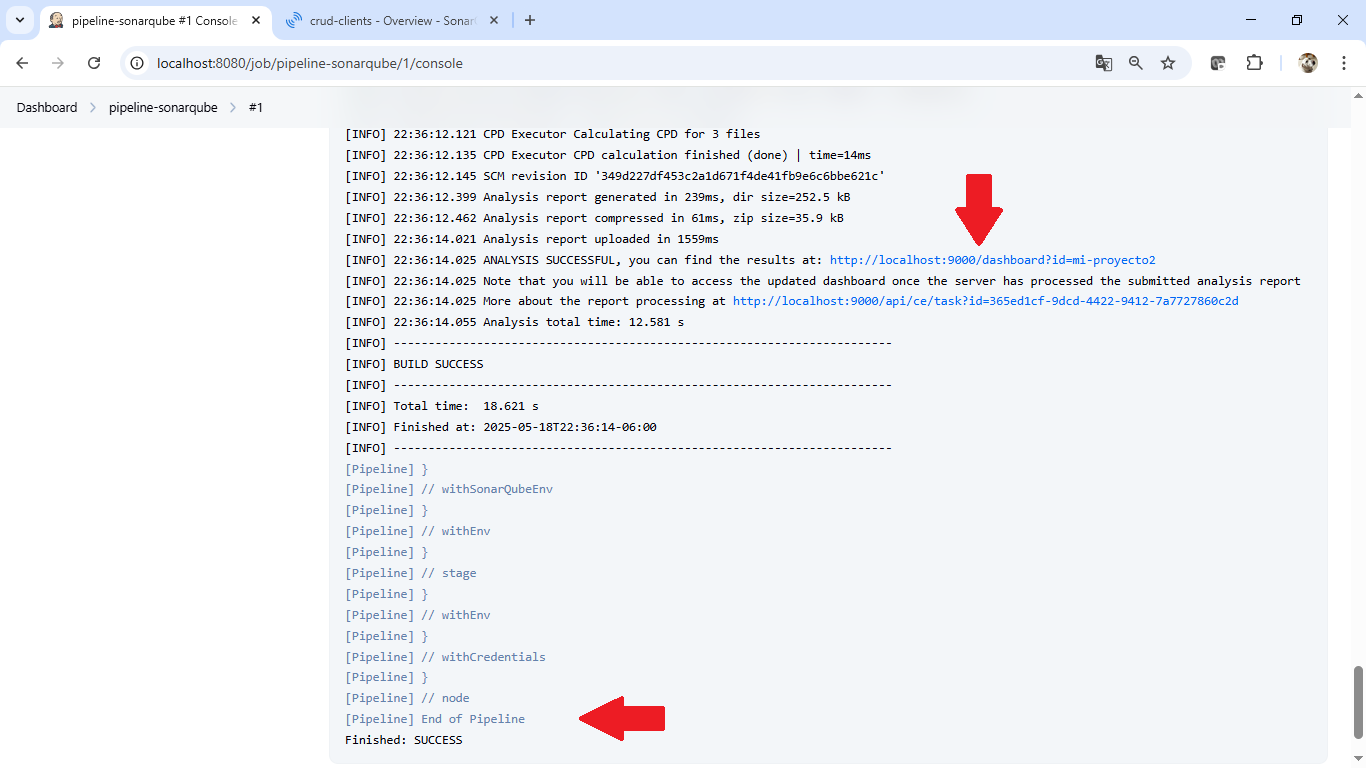 pipeline-sonarqube #1 Console
crud-clients - Overview - Sonar
localhost:8080/job/pipeline-sonarqube/1/console
Dashboard > pipeline-sonarqube > #1
[INFO] 22:36:12.121 CPD Executor Calculating CPD for 3 files
[INFO] 22:36:12.135 CPD Executor CPD calculation finished (done) | time=14ms
[INFO] 22:36:12.145 SCM revision ID '349d227df453c2a1d671f4de41fb9e6c6bbe621c'
[INFO] 22:36:12.399 Analysis report generated in 239ms, dir size=252.5 kB
[INFO] 22:36:12.462 Analysis report compressed in 61ms, zip size=35.9 kB
[INFO] 22:36:14.021 Analysis report uploaded in 1559ms
[INFO] 22:36:14.025 ANALYSIS SUCCESSFUL, you can find the results at: http://localhost:9000/dashboard?id=mi-proyecto2
[INFO] 22:36:14.025 Note that you will be able to access the updated dashboard once the server has processed the submitted analysis report
[INFO] 22:36:14.025 More about the report processing at http://localhost:9000/api/ce/task?id=365ed1cf-9dcd-4422-9412-7a7727860c2d
[INFO] 22:36:14.055 Analysis total time: 12.581 s
[INFO] ------------------------------------------------------------------------
[INFO] BUILD SUCCESS
[INFO] ------------------------------------------------------------------------
[INFO] Total time:  18.621 s
[INFO] Finished at: 2025-05-18T22:36:14-06:00
[INFO] ------------------------------------------------------------------------
[Pipeline] }
[Pipeline] // withSonarQubeEnv
[Pipeline] }
[Pipeline] // withEnv
[Pipeline] }
[Pipeline] // stage
[Pipeline] }
[Pipeline] // withEnv
[Pipeline] }
[Pipeline] // withCredentials
[Pipeline] }
[Pipeline] // node
[Pipeline] End of Pipeline
Finished: SUCCESS